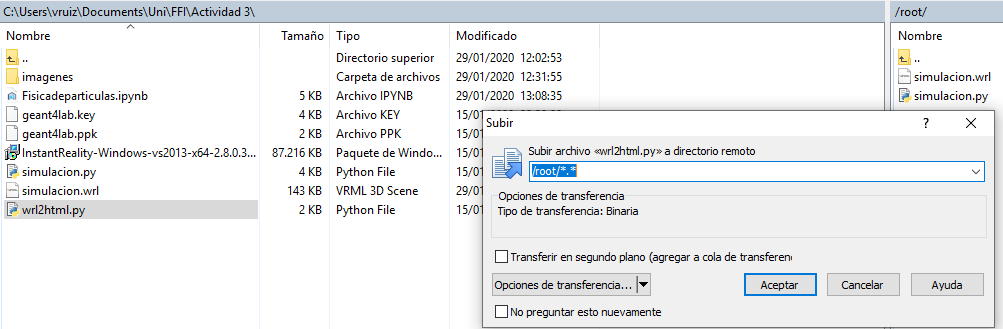 C:\Users\vruiz\Documents\Uni\FFI\Actividad 3\
/root/
Nombre Tamaño Tipo Modificado
Nombre
.. Directorio superior 29/01/2020 12:02:53
..
imagenes Carpeta de archivos 29/01/2020 12:31:55
simulacion.wrl
Fisicadeparticulas.ipynb 5 KB Archivo IPYNB 29/01/2020 13:08:35
simulacion.py
geant4lab.key 4 KB Archivo KEY 15/01
geant4lab.ppk 2 KB Archivo PPK 15/01
InstantReality-Windows-vs2013-x64-2.8.0.3... 87.216 KB Paquete de Windo... 15/01
simulacion.py 4 KB Python File 15/01
simulacion.wrl 143 KB VRML 3D Scene 29/01
wrl2html.py 2 KB Python File 15/01
Subir
?
Subir archivo «wrl2html.py» a directorio remoto
/root/*.*
Opciones de transferencia
Tipo de transferencia: Binaria
Transferir en segundo plano (agregar a cola de transferenc
Opciones de transferencia... Aceptar Cancelar Ayuda
No preguntar esto nuevamente